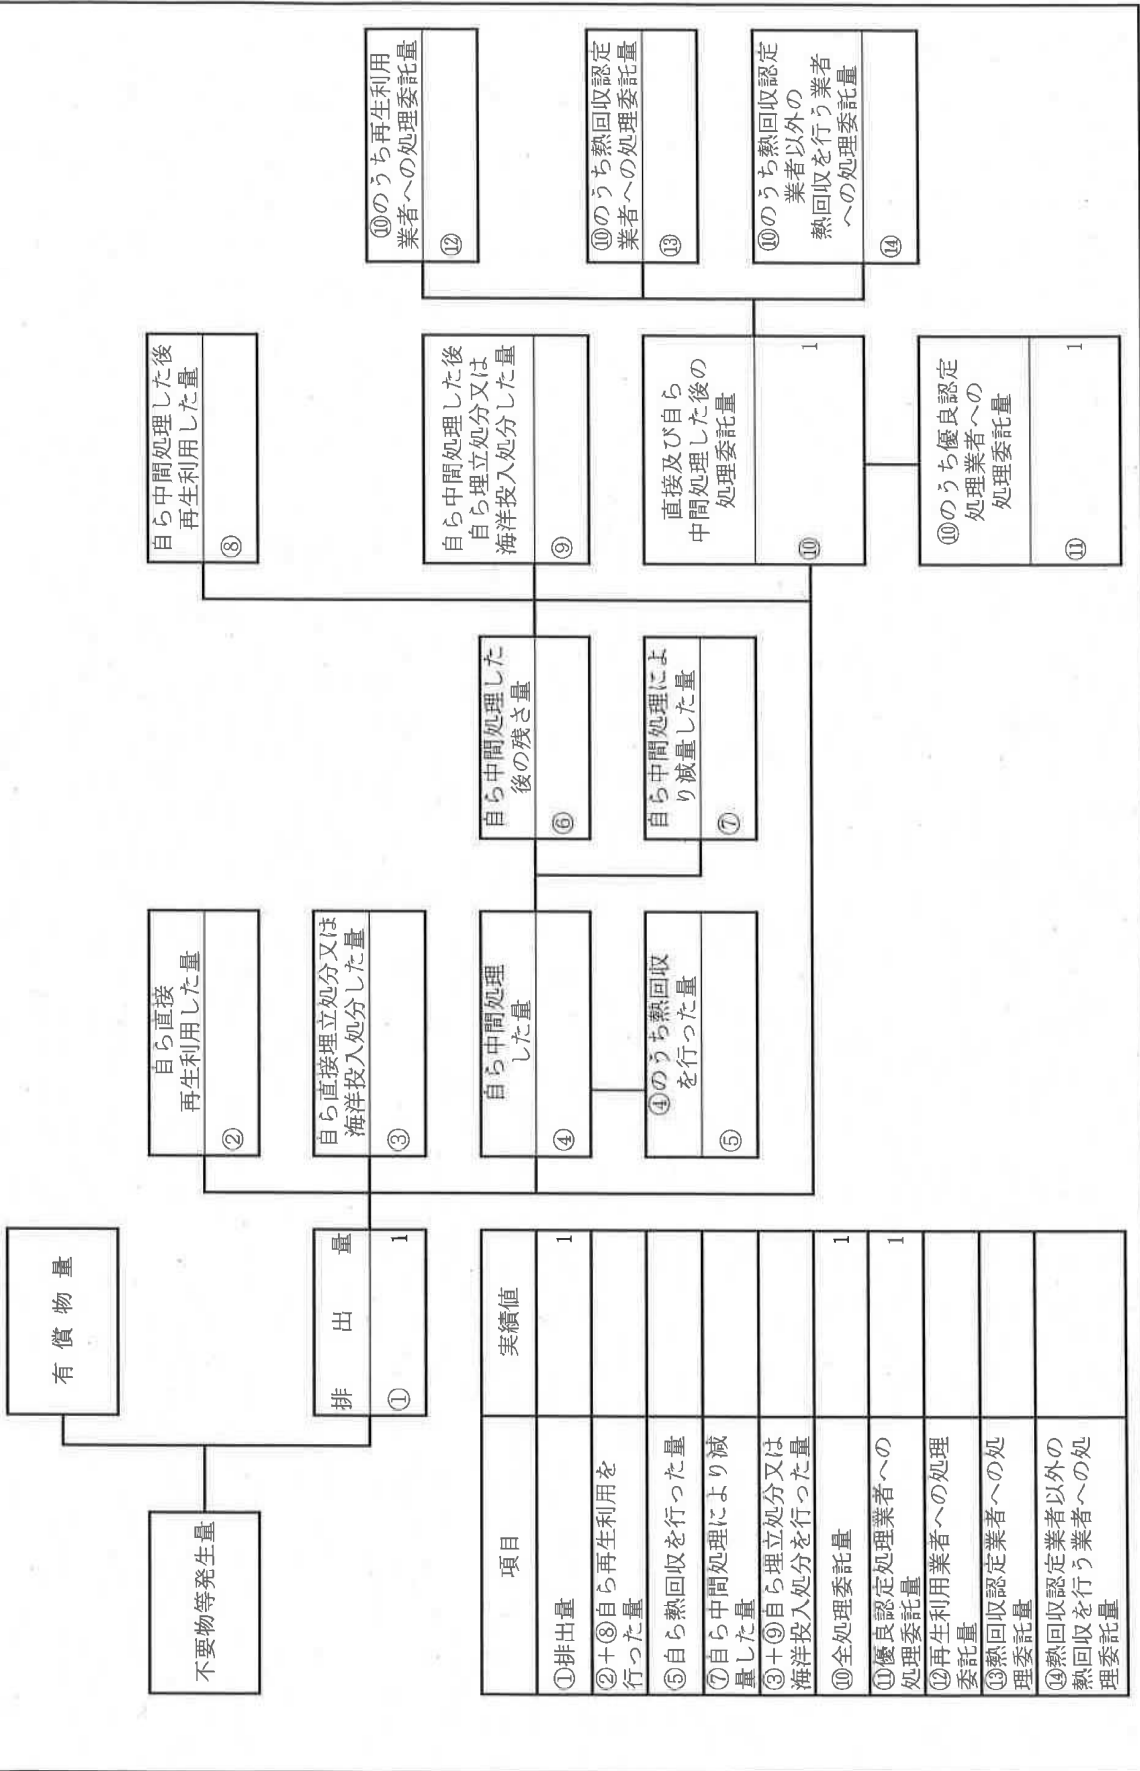 不要物等発生量
有償物量
排出量
①
1
自ら直接
再生利用した量
②
自ら直接埋立処分又は
海洋投入処分した量
③
自ら中間処理
した量
④
④のうち熱回収
を行った量
⑤
自ら中間処理した
後の残さ量
⑥
自ら中間処理によ
り減量した量
⑦
自ら中間処理した後
再生利用した量
⑧
自ら中間処理した後
自ら埋立処分又は
海洋投入処分した量
⑨
直接及び自ら
中間処理した後の
処理委託量
⑩
1
⑩のうち優良認定
処理業者への
処理委託量
⑪
1
⑩のうち再生利用
業者への処理委託量
⑫
⑩のうち熱回収認定
業者への処理委託量
⑬
⑩のうち熱回収認定
業者以外の
熱回収を行う業者
への処理委託量
⑭
項目
実績値
①排出量
1
②+⑧自ら再生利用を
行った量
⑤自ら熱回収を行った量
⑦自ら中間処理により減
量した量
③+⑨自ら埋立処分又は
海洋投入処分を行った量
⑩全処理委託量
1
⑪優良認定処理業者への
処理委託量
1
⑫再生利用業者への処理
委託量
⑬熱回収認定業者への処
理委託量
⑭熱回収認定業者以外の
熱回収を行う業者への処
理委託量